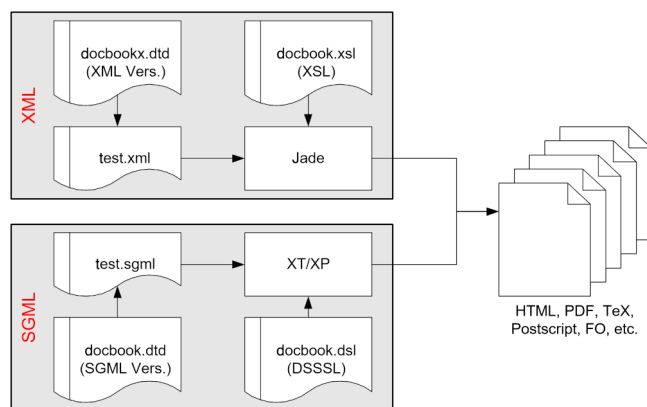 XML
docbookx.dtd
(XML Vers.)
docbook.xsl
(XSL)
test.xml
Jade
SGML
test.sgml
XT/XP
docbook.dtd
(SGML Vers.)
docbook.dsl
(DSSSL)
HTML, PDF, TeX,
Postscript, FO, etc.